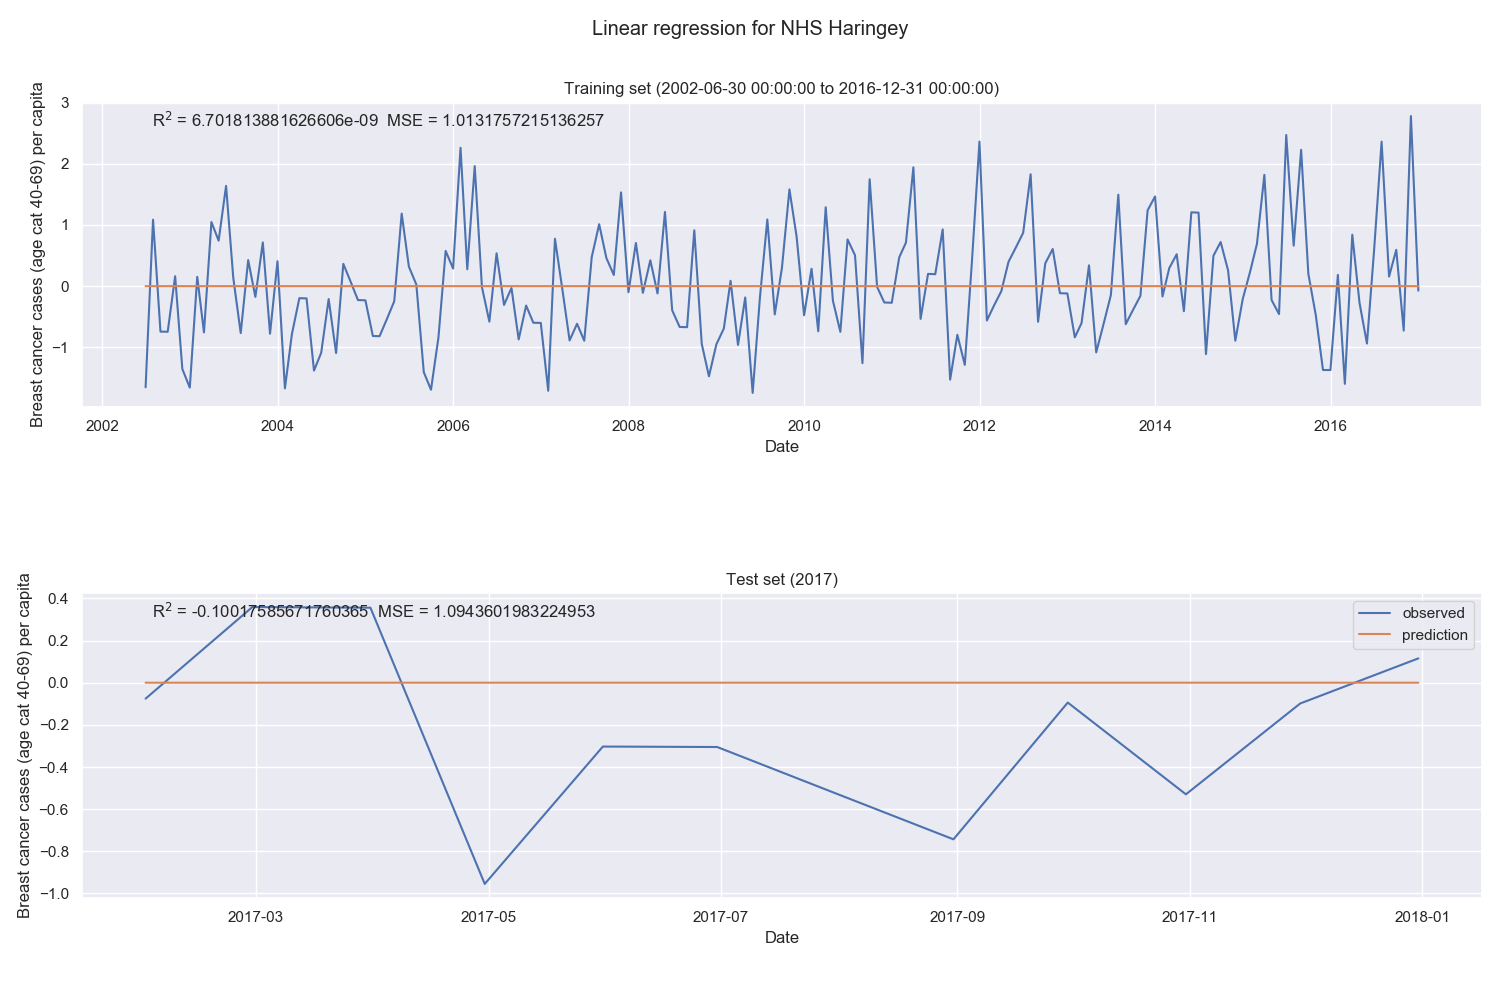 Linear regression for NHS Haringey
Training set (2002-06-30 00:00:00 to 2016-12-31 00:00:00)
R² = 6.701813881626606e-09 MSE = 1.0131757215136257
Breast cancer cases (age cat 40-69) per capita
3
2
1
0
−1
2002
2004
2006
2008
2010
2012
2014
2016
Date
Test set (2017)
R² = -0.10017585671760365 MSE = 1.0943601983224953
observed
prediction
Breast cancer cases (age cat 40-69) per capita
0.4
0.2
0.0
−0.2
−0.4
−0.6
−0.8
−1.0
2017-03
2017-05
2017-07
2017-09
2017-11
2018-01
Date